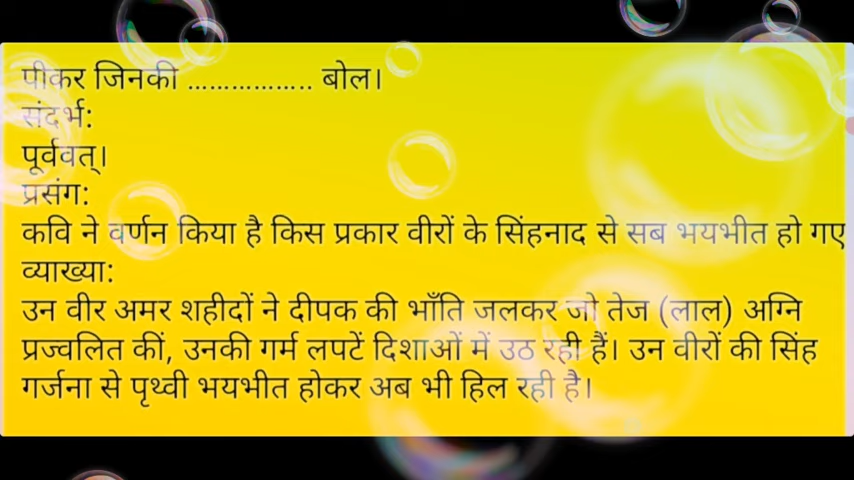 पीकर जिनकी ................. बोल।
संदर्भ:
पूर्ववत्।
प्रसंग:
कवि ने वर्णन किया है किस प्रकार वीरों के सिंहनाद से सब भयभीत हो गए
व्याख्या:
उन वीर अमर शहीदों ने दीपक की भाँति जलकर जो तेज (लाल) अग्नि
प्रज्वलित कीं, उनकी गर्म लपटें दिशाओं में उठ रही हैं। उन वीरों की सिंह
गर्जना से पृथ्वी भयभीत होकर अब भी हिल रही है।